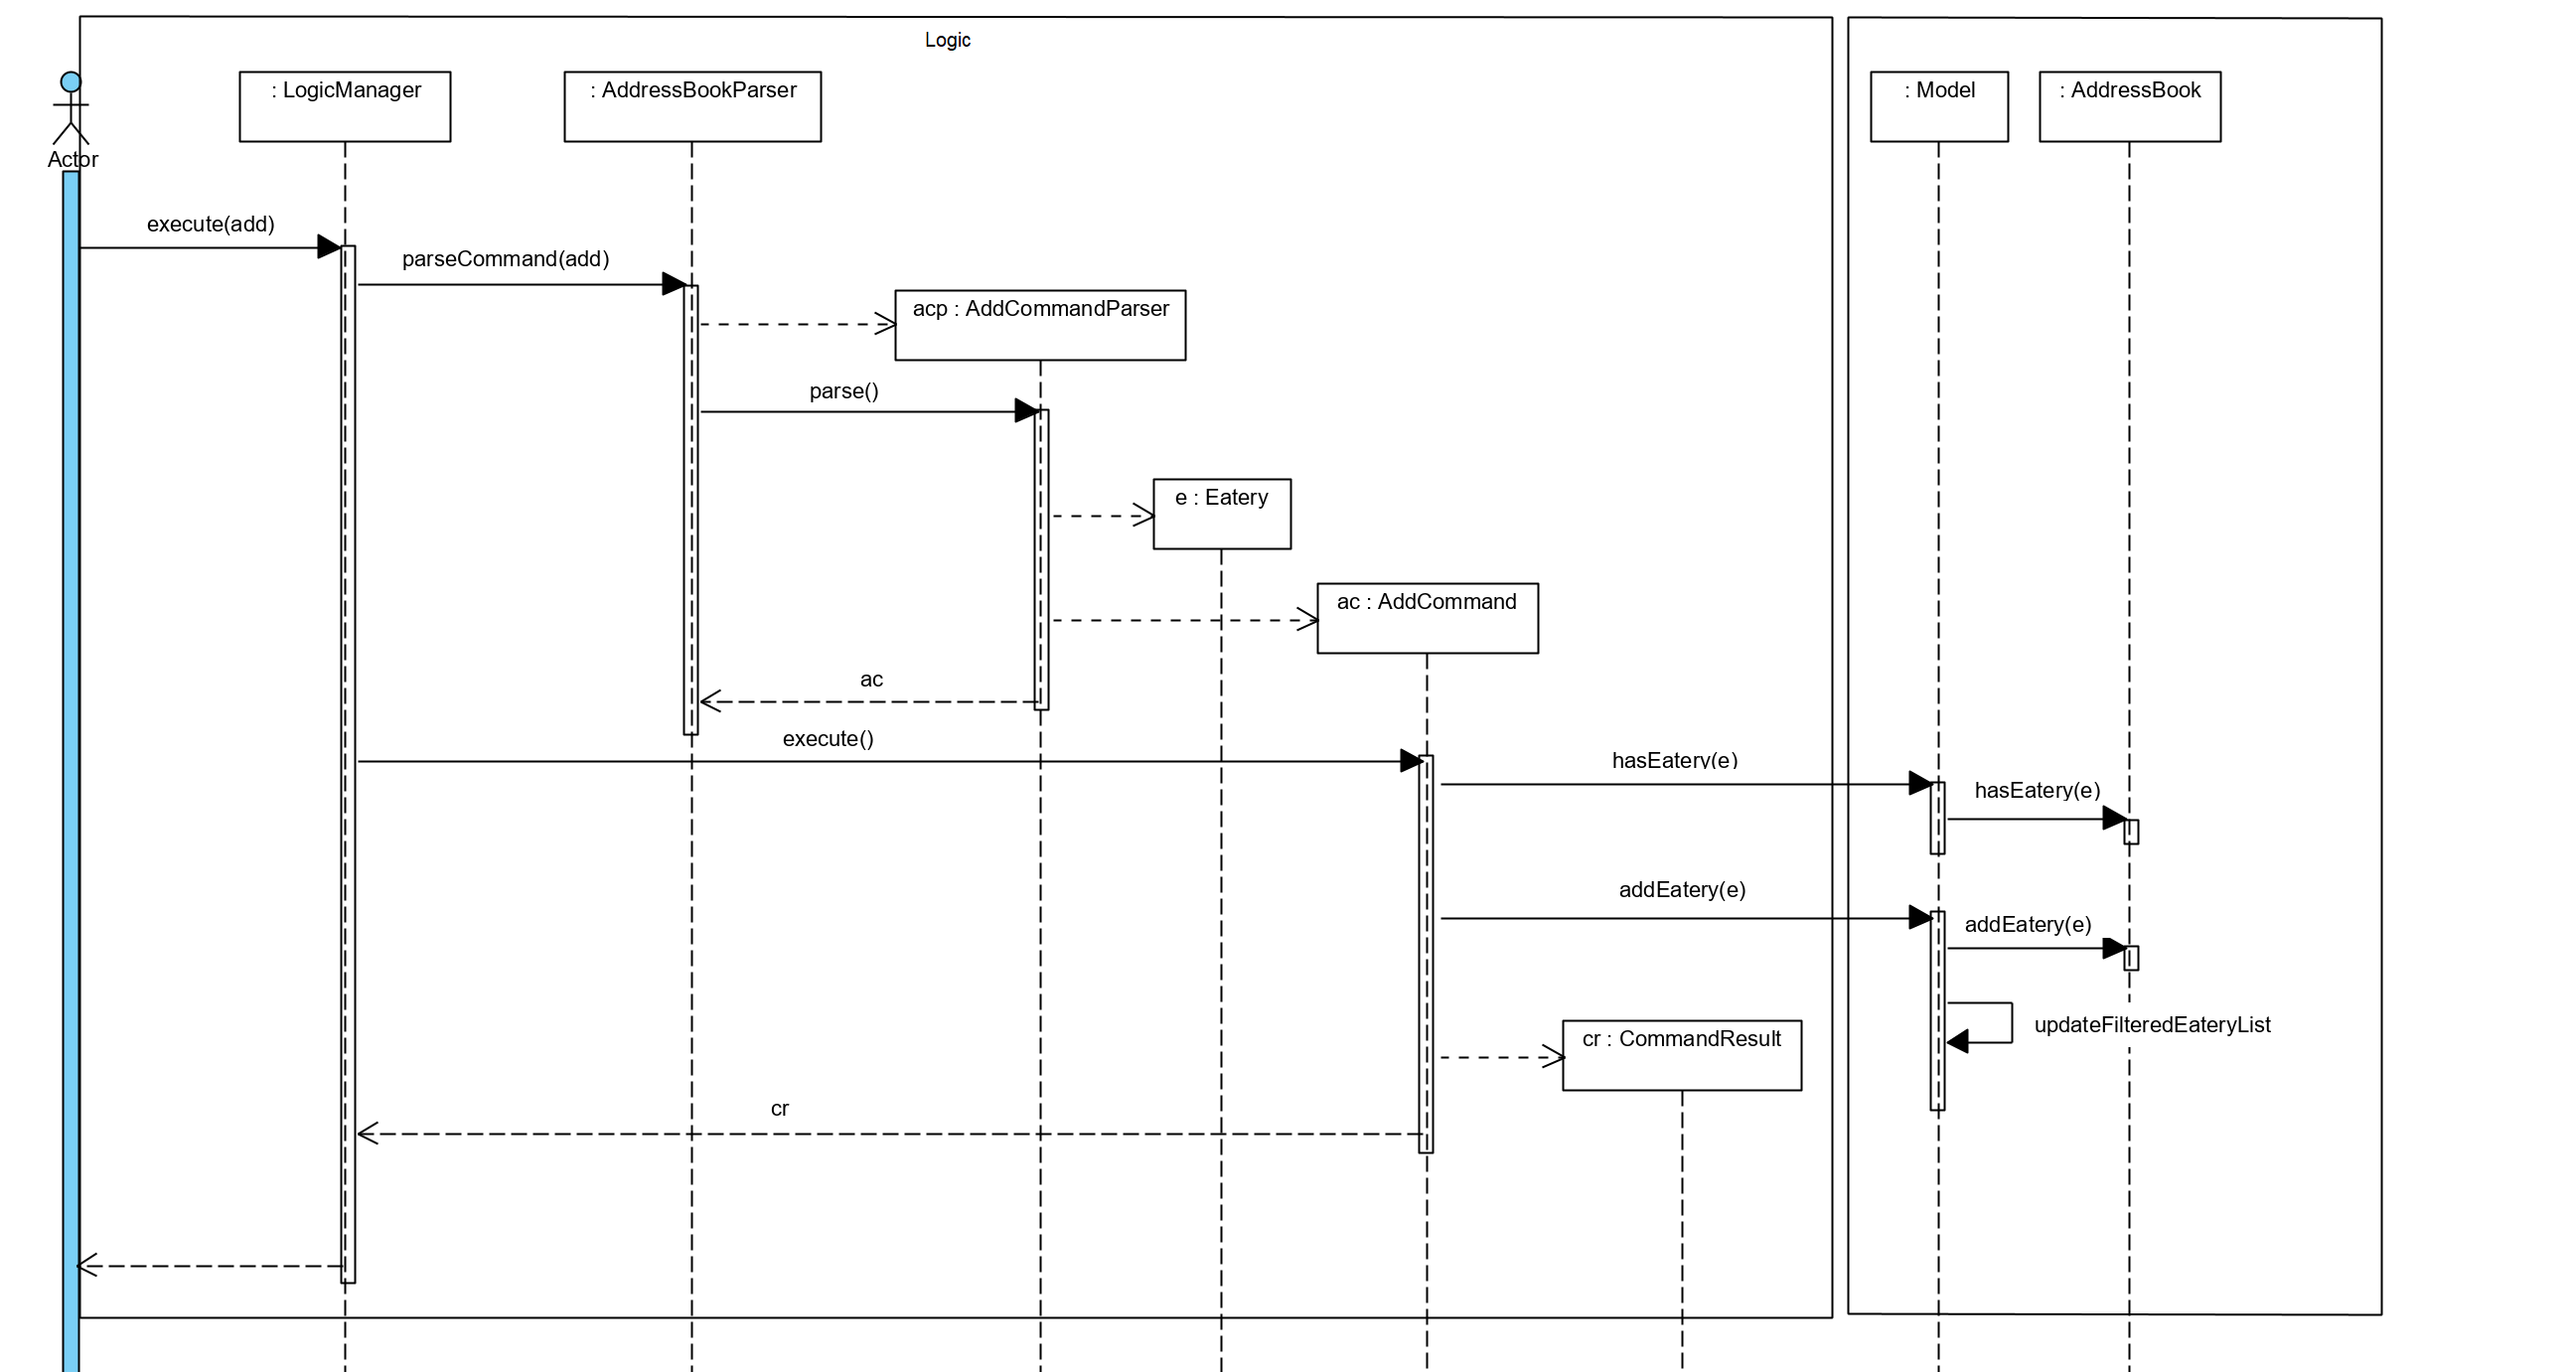 Logic
: LogicManager
: AddressBookParser
: Model
: AddressBook
Actor
execute(add)
parseCommand(add)
acp : AddCommandParser
parse()
e : Eatery
ac : AddCommand
ac
execute()
hasEatery(e)
hasEatery(e)
addEatery(e)
addEatery(e)
updateFilteredEateryList
cr : CommandResult
cr